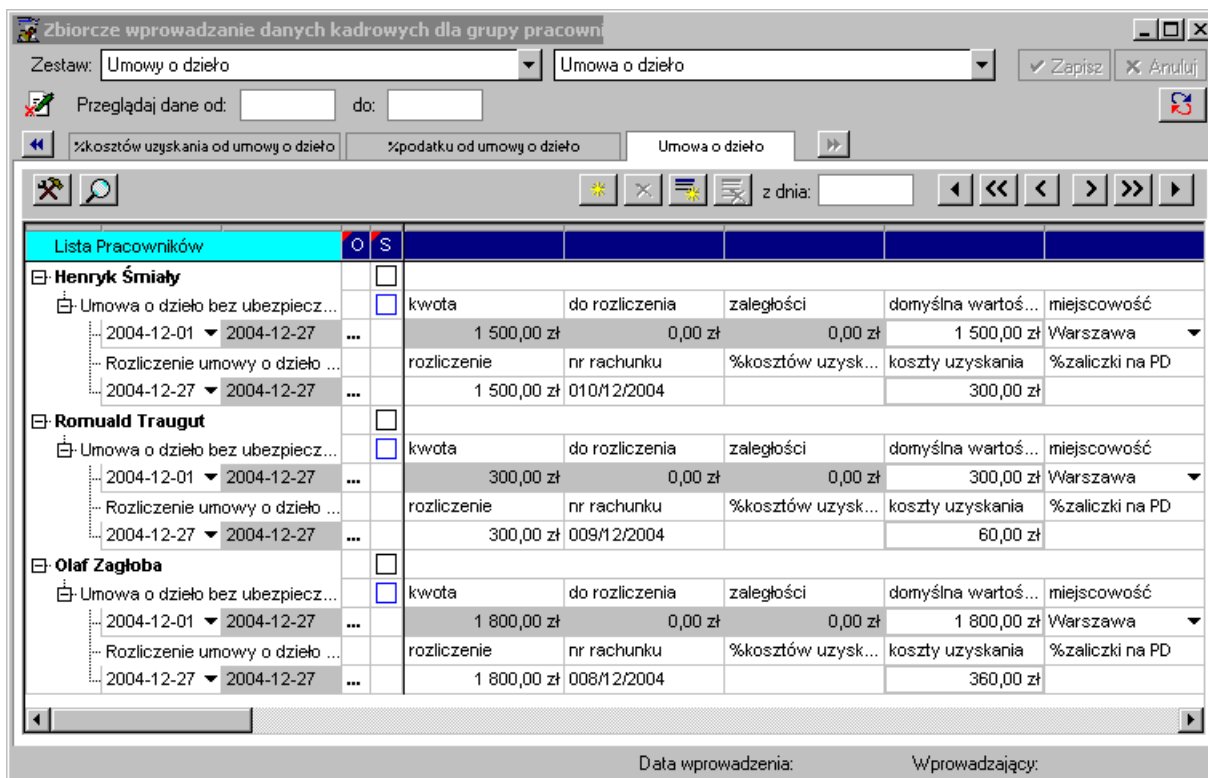 Zbiorcze wprowadzanie danych kadrowych dla grupy pracowni
Zestaw: Umowy o dzieło Umowa o dzieło Zapisz Anuluj
Przeglądaj dane od: do:
%kosztów uzyskania od umowy o dzieło %podatku od umowy o dzieło Umowa o dzieło
z dnia:
Lista Pracowników O S
Henryk Śmiały
Umowa o dzieło bez ubezpiecz... kwota do rozliczenia zaległości domyślna wartoś... miejscowość
2004-12-01 2004-12-27 ... 1 500,00 zł 0,00 zł 0,00 zł 1 500,00 zł Warszawa
Rozliczenie umowy o dzieło ... rozliczenie nr rachunku %kosztów uzysk... koszty uzyskania %zaliczki na PD
2004-12-27 2004-12-27 ... 1 500,00 zł 010/12/2004 300,00 zł
Romuald Traugut
Umowa o dzieło bez ubezpiecz... kwota do rozliczenia zaległości domyślna wartoś... miejscowość
2004-12-01 2004-12-27 ... 300,00 zł 0,00 zł 0,00 zł 300,00 zł Warszawa
Rozliczenie umowy o dzieło ... rozliczenie nr rachunku %kosztów uzysk... koszty uzyskania %zaliczki na PD
2004-12-27 2004-12-27 ... 300,00 zł 009/12/2004 60,00 zł
Olaf Zagłoba
Umowa o dzieło bez ubezpiecz... kwota do rozliczenia zaległości domyślna wartoś... miejscowość
2004-12-01 2004-12-27 ... 1 800,00 zł 0,00 zł 0,00 zł 1 800,00 zł Warszawa
Rozliczenie umowy o dzieło ... rozliczenie nr rachunku %kosztów uzysk... koszty uzyskania %zaliczki na PD
2004-12-27 2004-12-27 ... 1 800,00 zł 008/12/2004 360,00 zł
Data wprowadzenia: Wprowadzający: